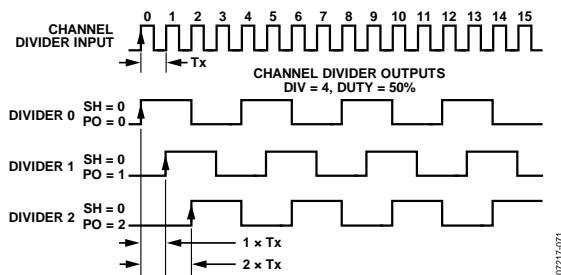 0 1 2 3 4 5 6 7 8 9 10 11 12 13 14 15
CHANNEL
DIVIDER INPUT
Tx
CHANNEL DIVIDER OUTPUTS
DIV = 4, DUTY = 50%
DIVIDER 0
SH = 0
PO = 0
DIVIDER 1
SH = 0
PO = 1
DIVIDER 2
SH = 0
PO = 2
1 × Tx
2 × Tx
07217-071